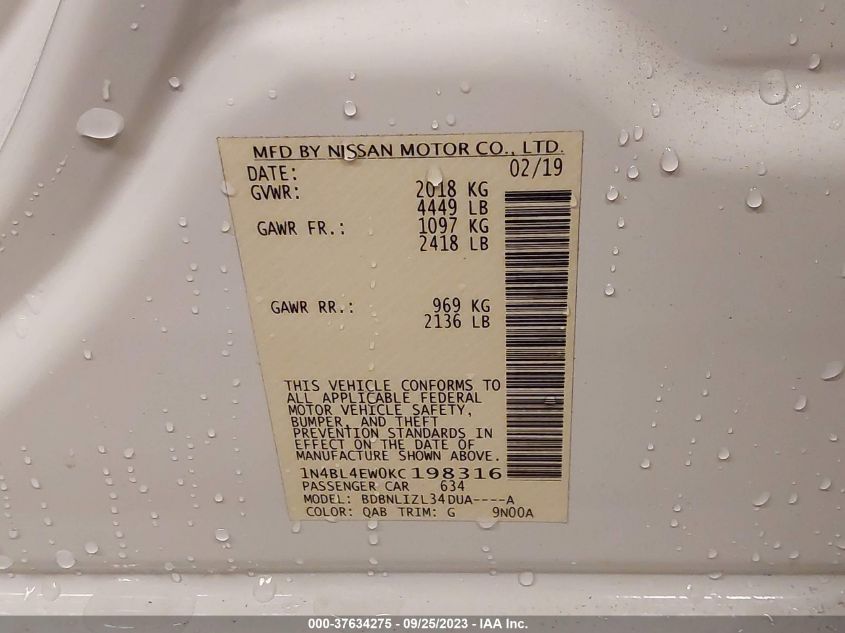 MFD BY NISSAN MOTOR CO., LTD.
DATE: 02/19
GVWR: 2018 KG
4449 LB
GAWR FR.: 1097 KG
2418 LB
GAWR RR.: 969 KG
2136 LB
THIS VEHICLE CONFORMS TO
ALL APPLICABLE FEDERAL
MOTOR VEHICLE SAFETY,
BUMPER, AND THEFT
PREVENTION STANDARDS IN
EFFECT ON THE DATE OF
MANUFACTURE SHOWN ABOVE.
1N4BL4EW0KC198316
PASSENGER CAR 634
MODEL: BDBNLIZL34DUA----A
COLOR: QAB TRIM: G 9N00A
000-37634275 - 09/25/2023 - IAA Inc.